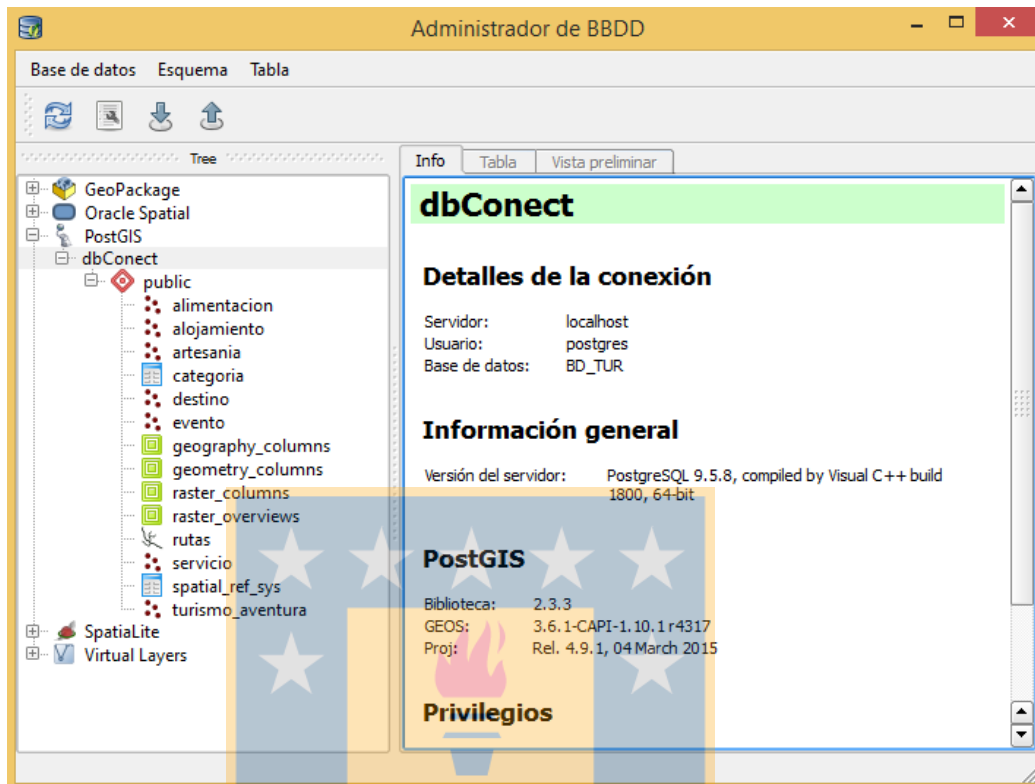 Administrador de BBDD
Base de datos Esquema Tabla
Tree
GeoPackage
Oracle Spatial
PostGIS
dbConect
public
alimentacion
alojamiento
artesania
categoria
destino
evento
geography_columns
geometry_columns
raster_columns
raster_overviews
rutas
servicio
spatial_ref_sys
turismo_aventura
SpatiaLite
Virtual Layers
Info Tabla Vista preliminar
dbConect
Detalles de la conexión
Servidor: localhost
Usuario: postgres
Base de datos: BD_TUR
Información general
Versión del servidor: PostgreSQL 9.5.8, compiled by Visual C++ build
1800, 64-bit
PostGIS
Biblioteca: 2.3.3
GEOS: 3.6.1-CAPI-1.10.1 r4317
Proj: Rel. 4.9.1, 04 March 2015
Privilegios